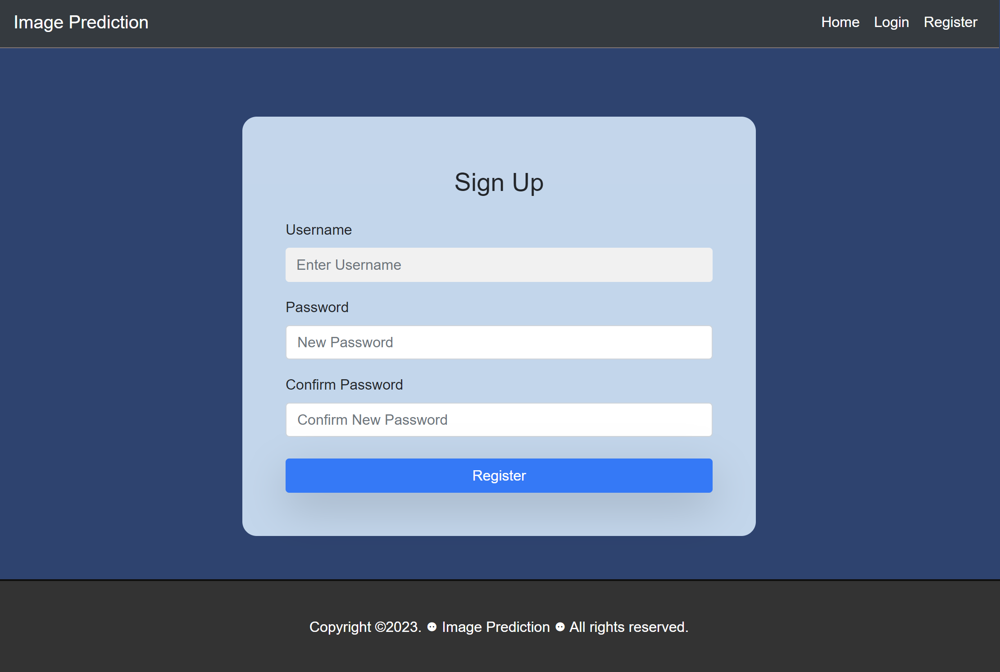 Image Prediction
Home Login Register
Sign Up
Username
Enter Username
Password
New Password
Confirm Password
Confirm New Password
Register
Copyright ©2023. ⚉ Image Prediction ⚉ All rights reserved.